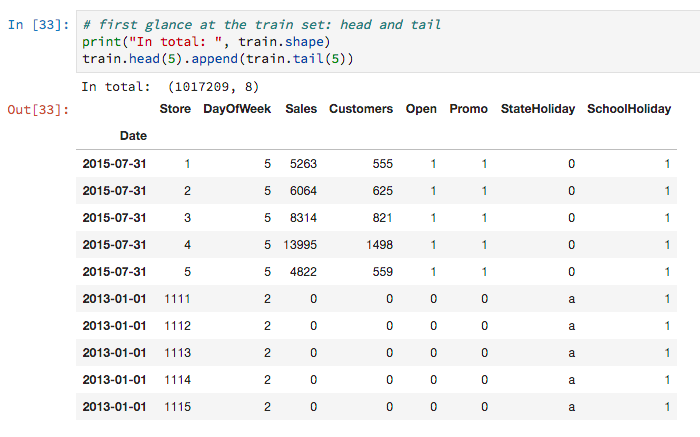 In [33]: # first glance at the train set: head and tail
print("In total: ", train.shape)
train.head(5).append(train.tail(5))
In total:  (1017209, 8)
Out[33]: Store DayOfWeek Sales Customers Open Promo StateHoliday SchoolHoliday
Date
2015-07-31 1 5 5263 555 1 1 0 1
2015-07-31 2 5 6064 625 1 1 0 1
2015-07-31 3 5 8314 821 1 1 0 1
2015-07-31 4 5 13995 1498 1 1 0 1
2015-07-31 5 5 4822 559 1 1 0 1
2013-01-01 1111 2 0 0 0 0 a 1
2013-01-01 1112 2 0 0 0 0 a 1
2013-01-01 1113 2 0 0 0 0 a 1
2013-01-01 1114 2 0 0 0 0 a 1
2013-01-01 1115 2 0 0 0 0 a 1